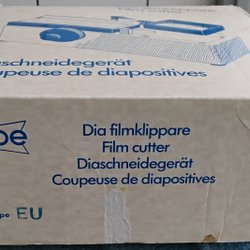 Diaschneidegerät
Coupeuse de diapositives
Dia filmklippare
Film cutter
Diaschneidegerät
Coupeuse de diapositives
EU